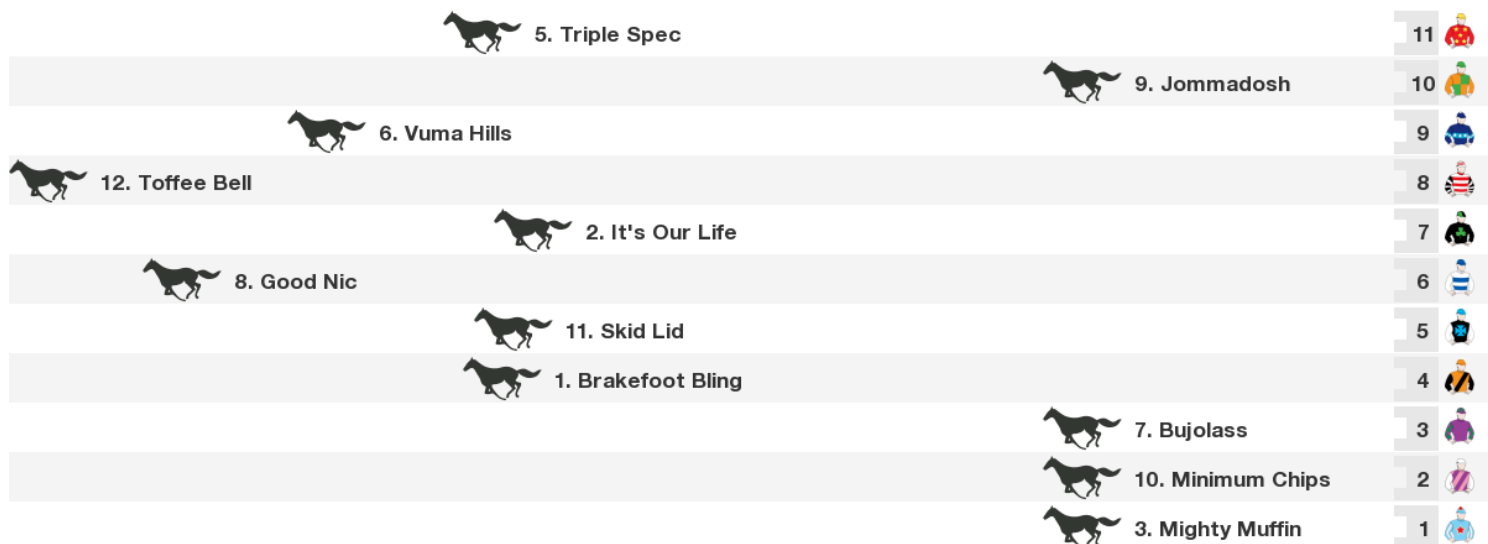 5. Triple Spec 11
9. Jommadosh 10
6. Vuma Hills 9
12. Toffee Bell 8
2. It's Our Life 7
8. Good Nic 6
11. Skid Lid 5
1. Brakefoot Bling 4
7. Bujolass 3
10. Minimum Chips 2
3. Mighty Muffin 1